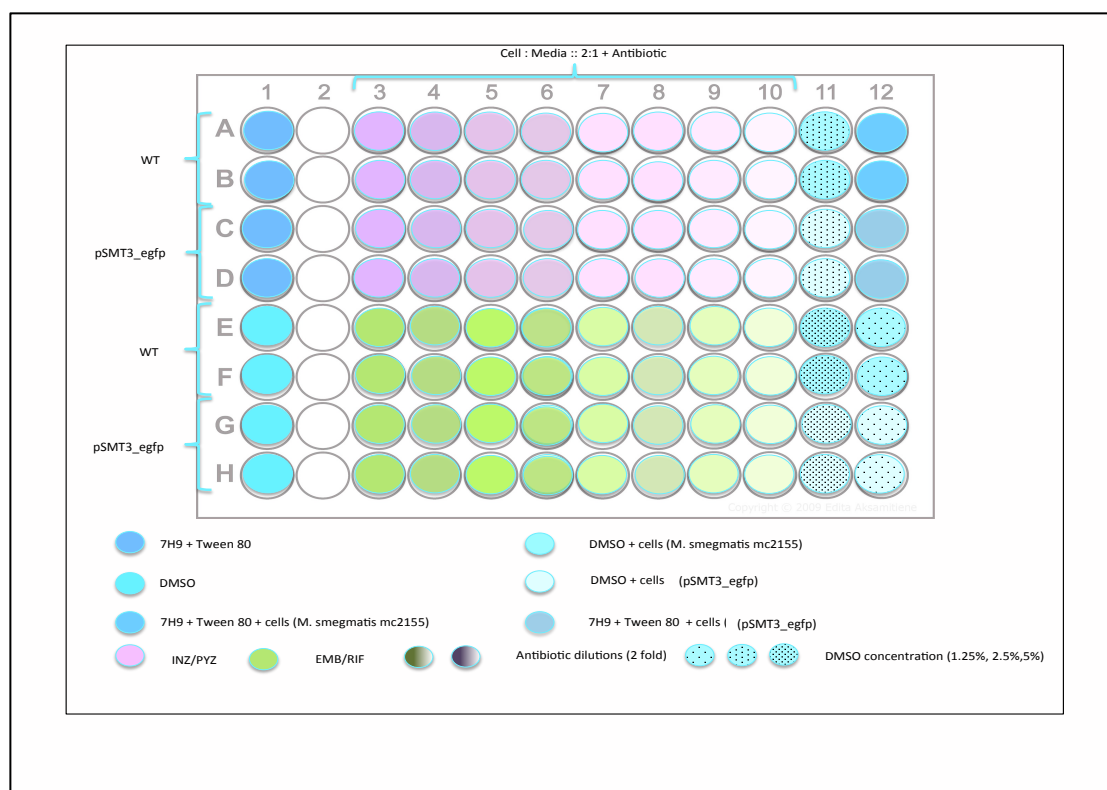 Cell : Media :: 2:1 + Antibiotic
1 2 3 4 5 6 7 8 9 10 11 12
A
WT
B
C
pSMT3_egfp
D
E
WT
F
G
pSMT3_egfp
H
Copyright © 2009 Edita Aksamitiene
7H9 + Tween 80
DMSO + cells (M. smegmatis mc2155)
DMSO
DMSO + cells (pSMT3_egfp)
7H9 + Tween 80 + cells (M. smegmatis mc2155)
7H9 + Tween 80 + cells ( (pSMT3_egfp)
INZ/PYZ
EMB/RIF
Antibiotic dilutions (2 fold)
DMSO concentration (1.25%, 2.5%,5%)